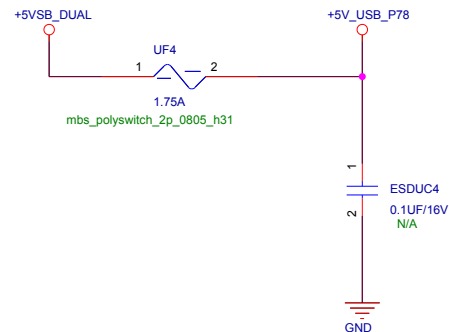 +5VSB_DUAL
+5V_USB_P78
UF4
1
2
1.75A
mbs_polyswitch_2p_0805_h31
1
ESDUC4
2
0.1UF/16V
N/A
GND